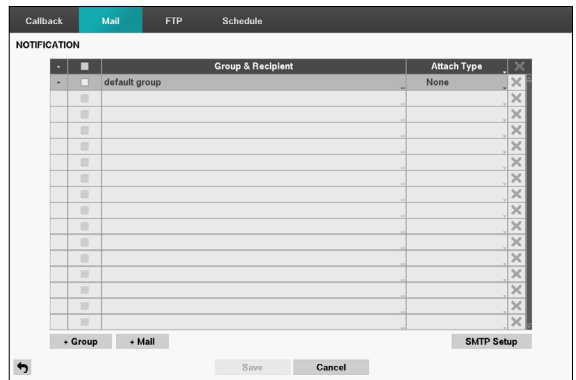 Callback Mail FTP Schedule
NOTIFICATION
- Group & Recipient Attach Type
- default group None
+ Group + Mail SMTP Setup
Save Cancel